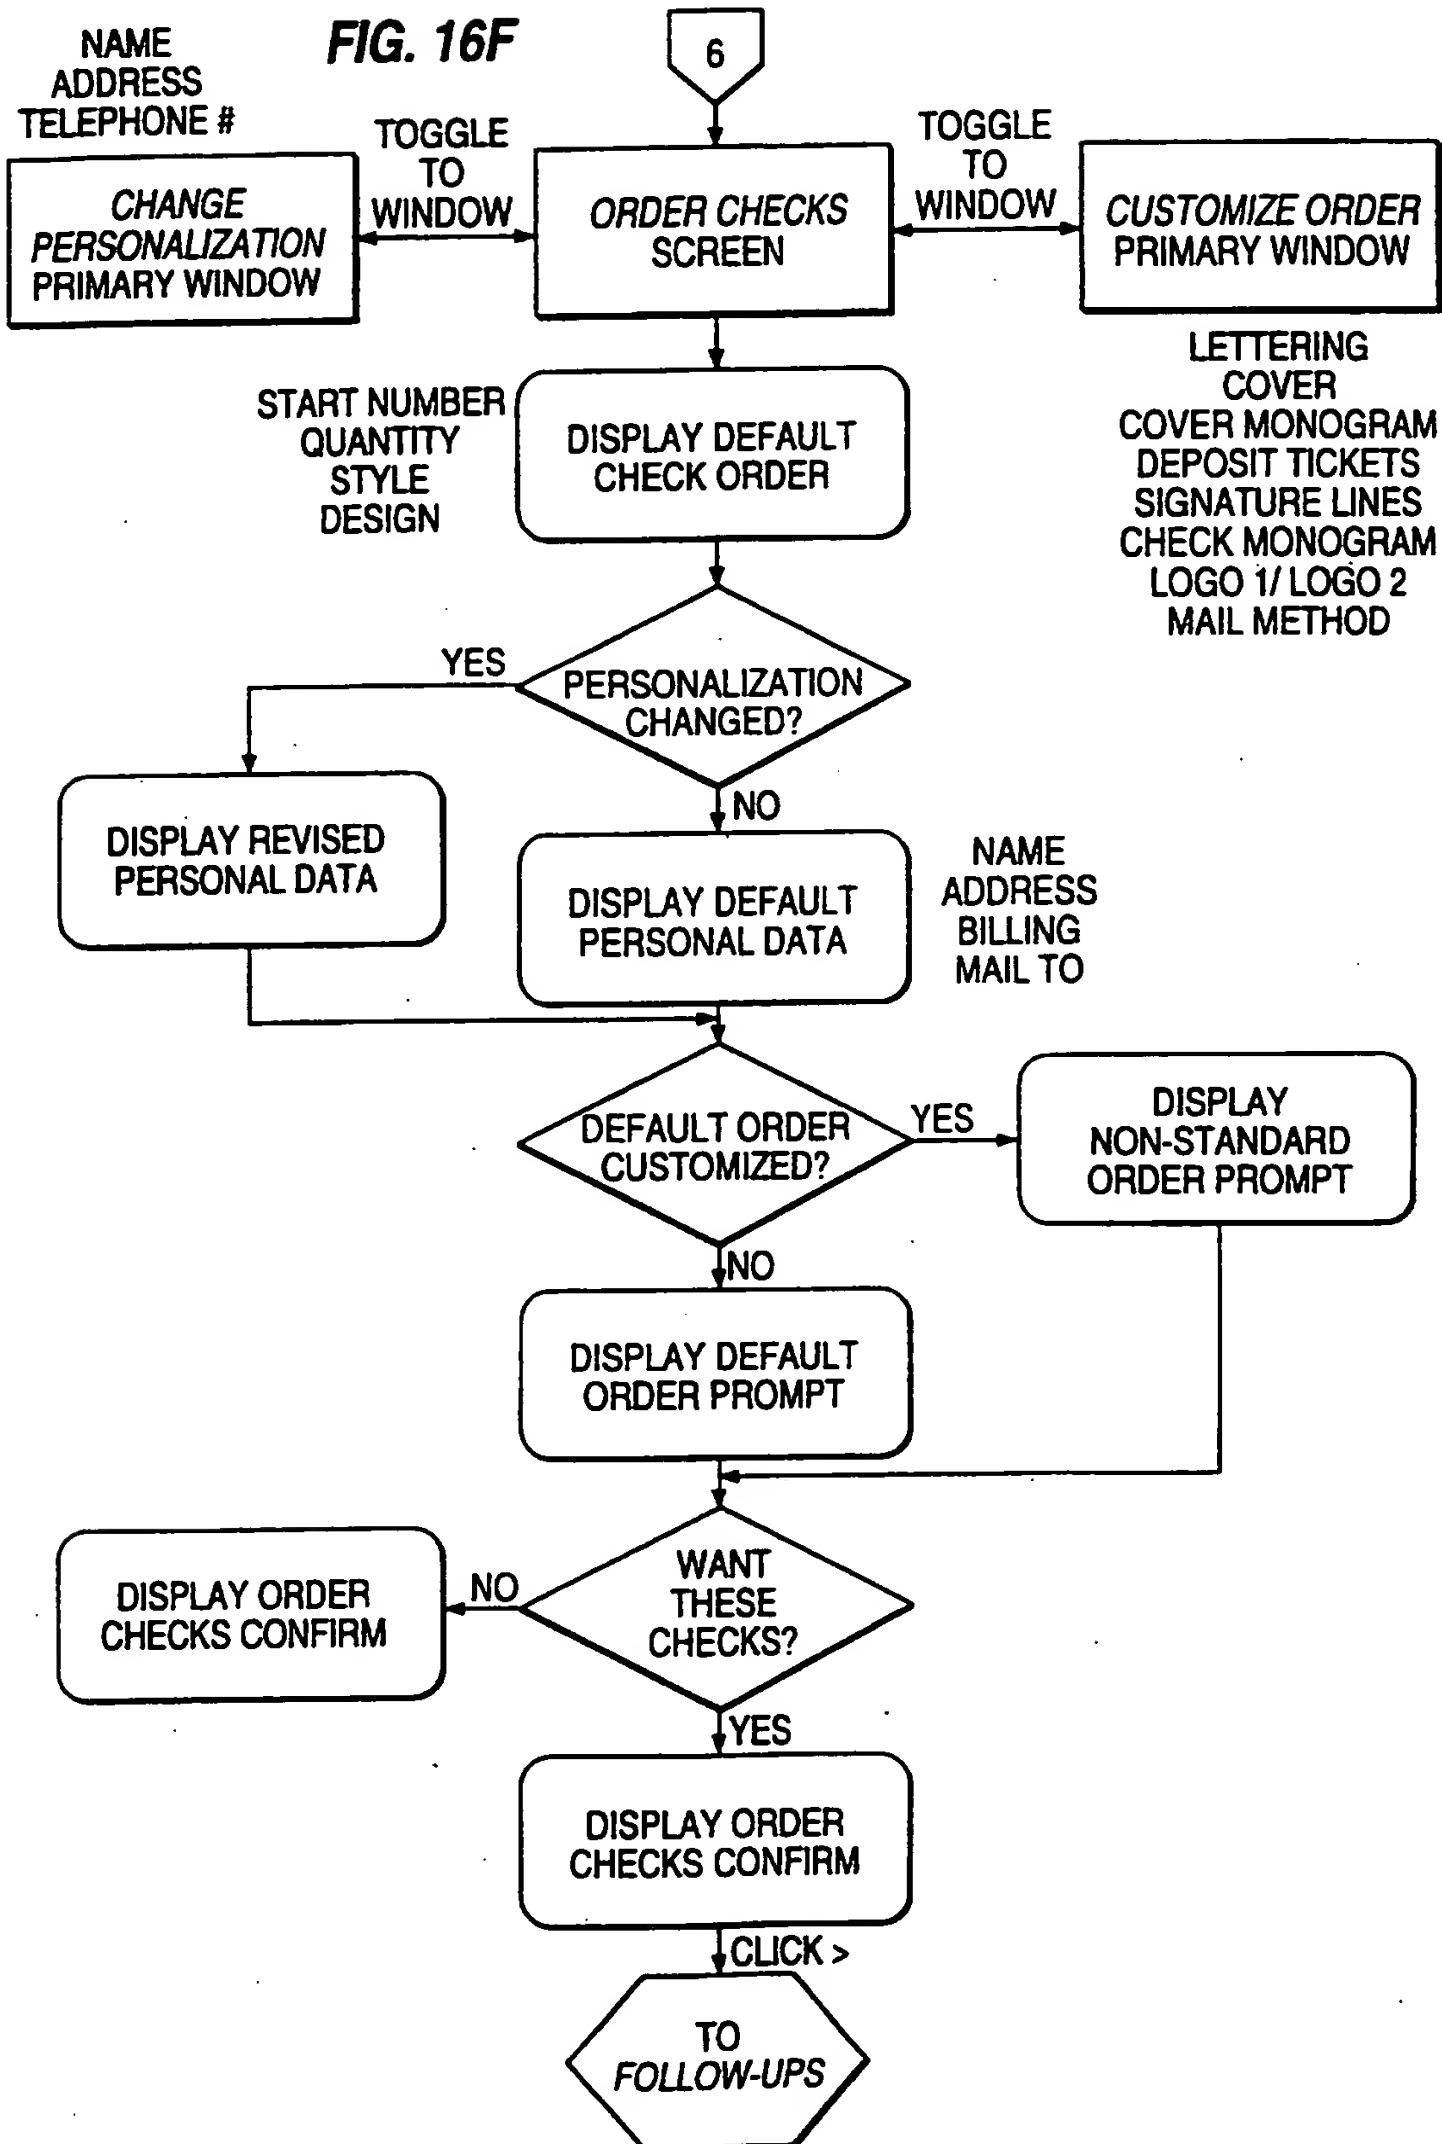 FIG. 16F
6
NAME
ADDRESS
TELEPHONE #
CHANGE
PERSONALIZATION
PRIMARY WINDOW
TOGGLE
TO
WINDOW
ORDER CHECKS
SCREEN
TOGGLE
TO
WINDOW
CUSTOMIZE ORDER
PRIMARY WINDOW
LETTERING
COVER
COVER MONOGRAM
DEPOSIT TICKETS
SIGNATURE LINES
CHECK MONOGRAM
LOGO 1/ LOGO 2
MAIL METHOD
START NUMBER
QUANTITY
STYLE
DESIGN
DISPLAY DEFAULT
CHECK ORDER
PERSONALIZATION
CHANGED?
YES
NO
DISPLAY REVISED
PERSONAL DATA
DISPLAY DEFAULT
PERSONAL DATA
NAME
ADDRESS
BILLING
MAIL TO
DEFAULT ORDER
CUSTOMIZED?
YES
DISPLAY
NON-STANDARD
ORDER PROMPT
NO
DISPLAY DEFAULT
ORDER PROMPT
WANT
THESE
CHECKS?
NO
DISPLAY ORDER
CHECKS CONFIRM
YES
DISPLAY ORDER
CHECKS CONFIRM
CLICK >
TO
FOLLOW-UPS